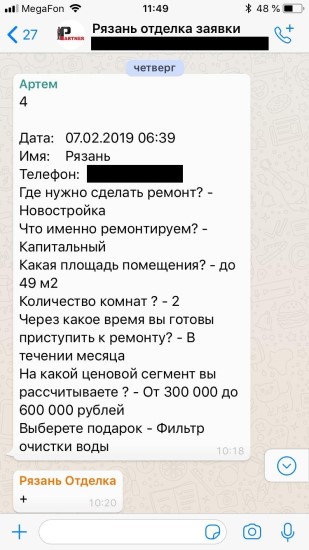 MegaFon 11:49 48 %
27 PARTNER Рязань отделка заявки
четверг
Артем
4
Дата: 07.02.2019 06:39
Имя: Рязань
Телефон:
Где нужно сделать ремонт? -
Новостройка
Что именно ремонтируем? -
Капитальный
Какая площадь помещения? - до
49 м2
Количество комнат ? - 2
Через какое время вы готовы
приступить к ремонту? - В
течении месяца
На какой ценовой сегмент вы
рассчитываете ? - От 300 000 до
600 000 рублей
Выберете подарок - Фильтр
очистки воды
10:18
Рязань Отделка
+
10:20